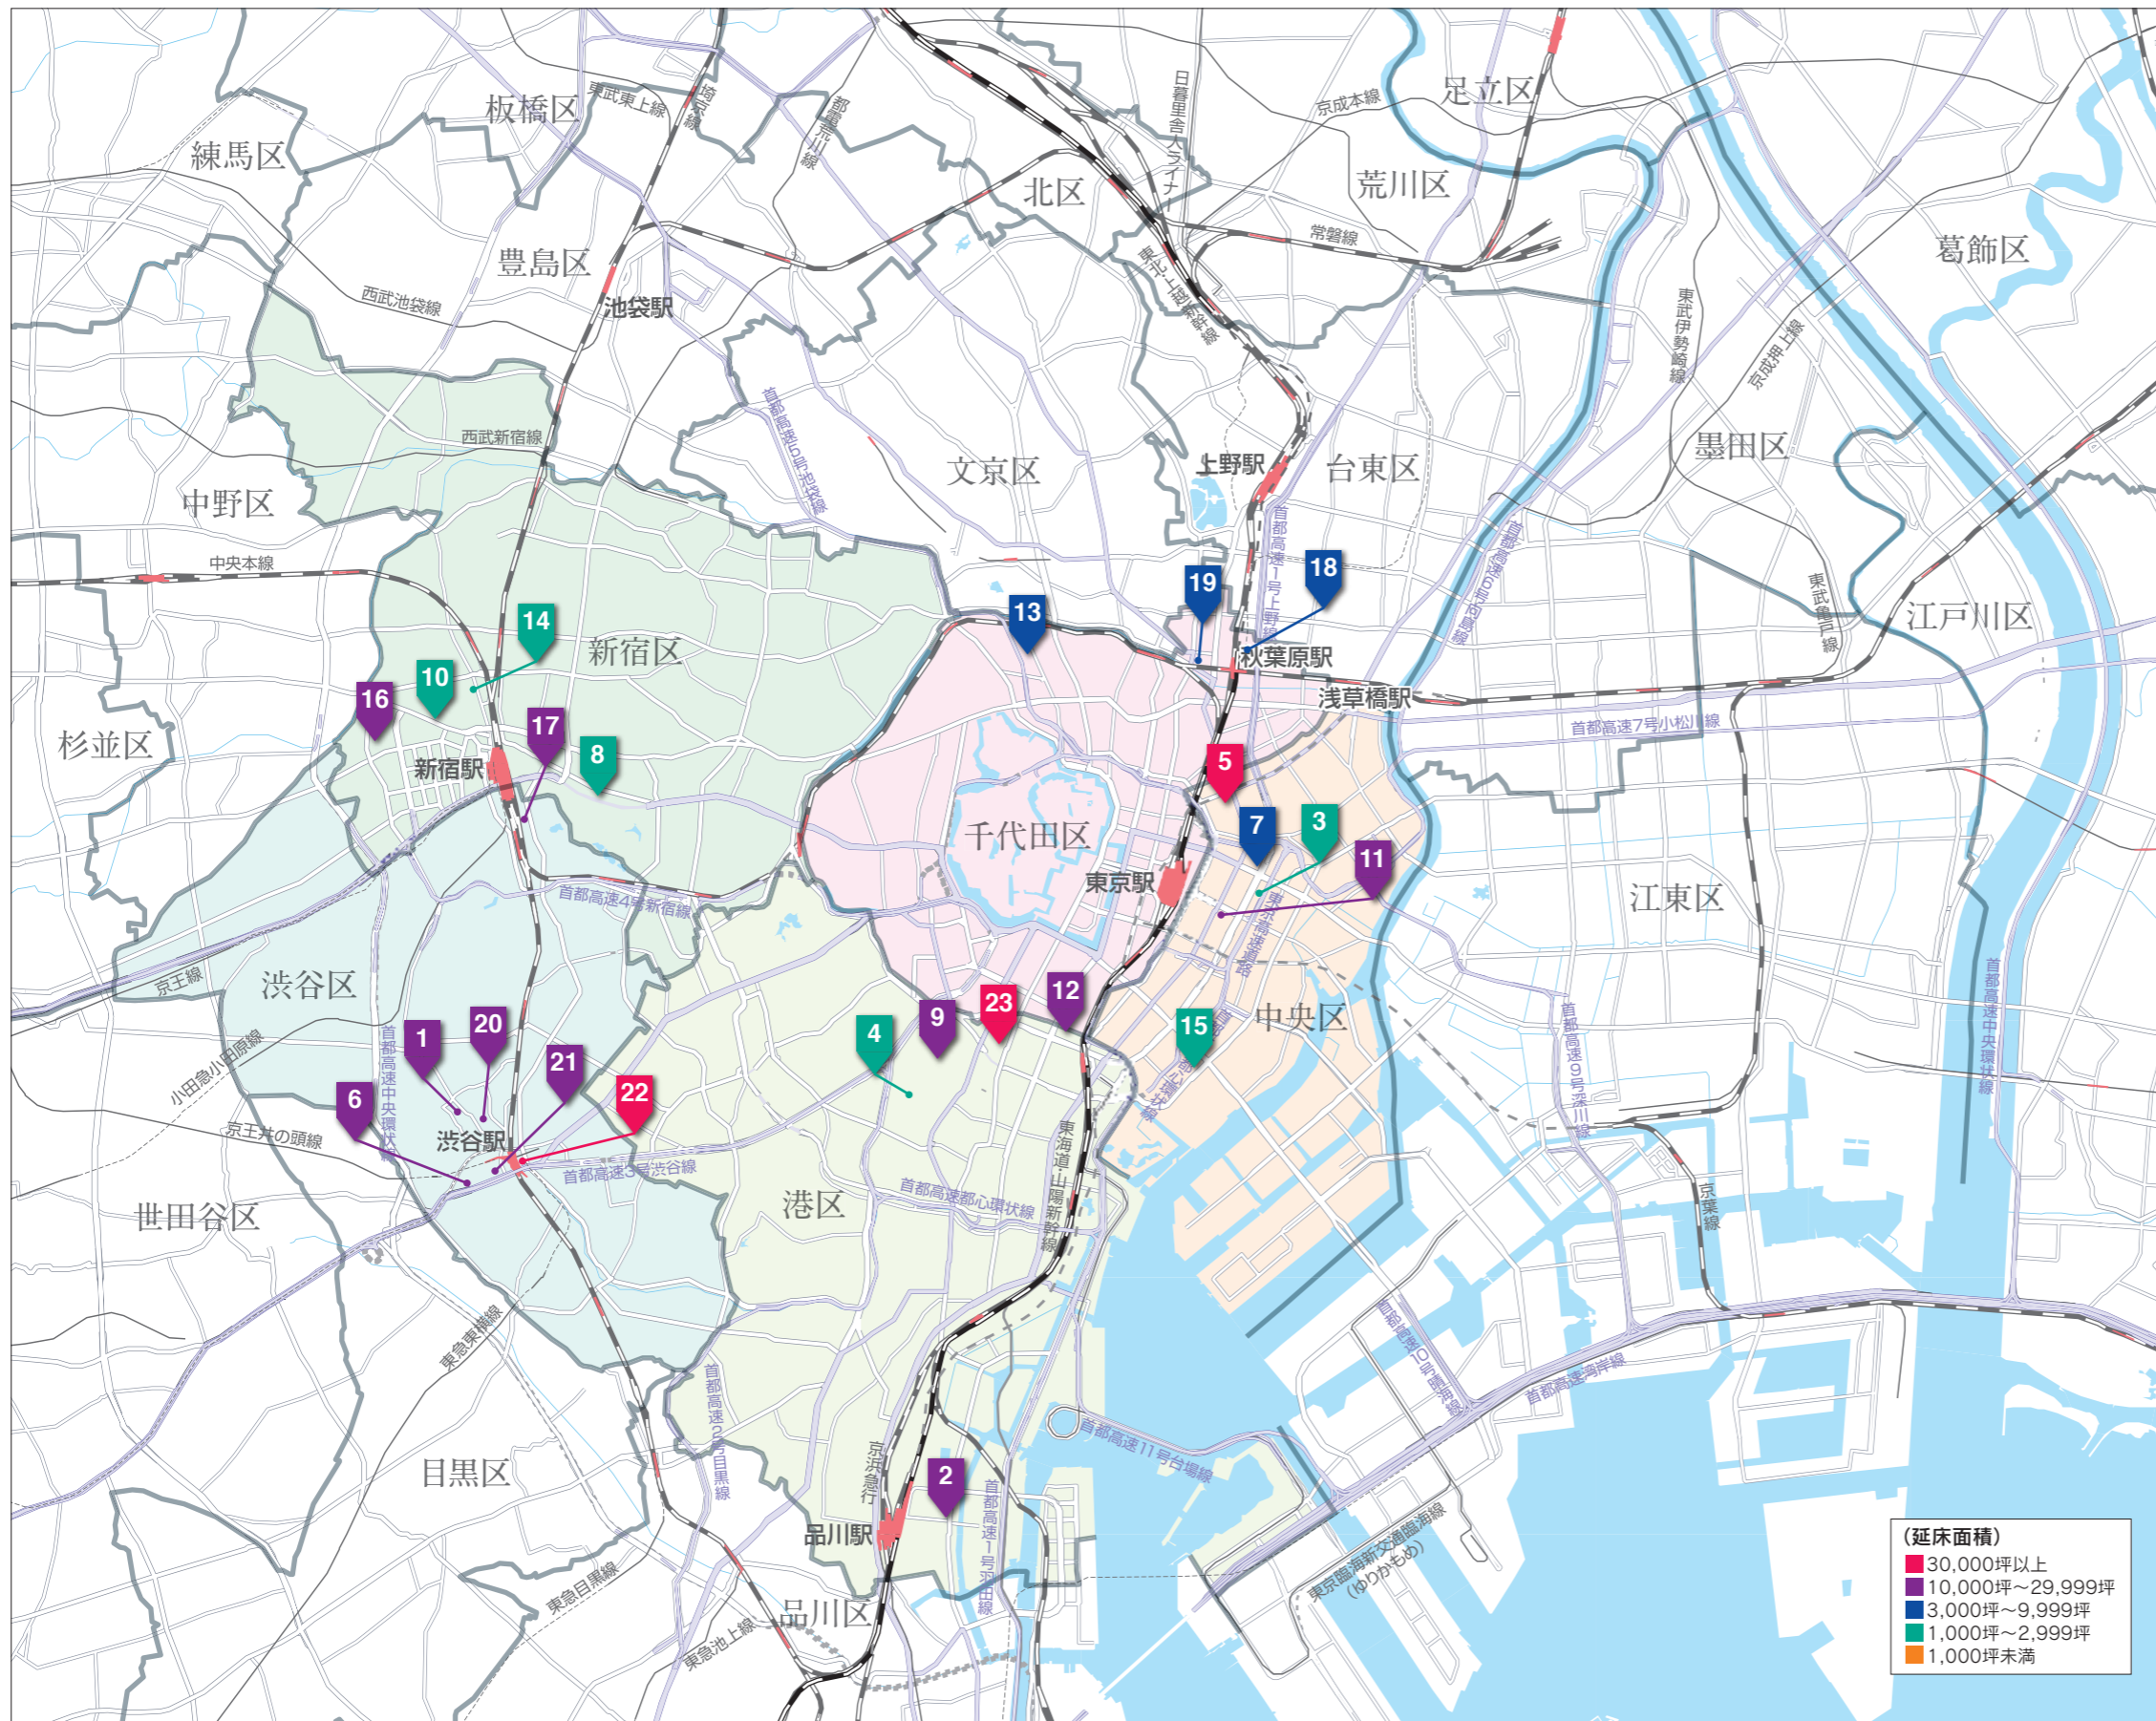 足立区
板橋区
東武東上線
埼京線
都電荒川線
日暮里舎人ライナー
京成本線
練馬区
北区
荒川区
常磐線
東北・上越新幹線
豊島区
池袋駅
西武池袋線
葛飾区
東武伊勢崎線
京成押上線
首都高速5号池袋線
西武新宿線
文京区
上野駅
台東区
墨田区
中野区
首都高速1号上野線
首都高速6号向島線
中央本線
東武亀戸線
江戸川区
18
19
13
14
新宿区
秋葉原駅
10
浅草橋駅
16
首都高速7号小松川線
17
杉並区
新宿駅
8
5
千代田区
7
3
11
東京駅
首都高速4号新宿線
東京高速道路
江東区
渋谷区
京王線
首都高速中央環状線
12
23
9
中央区
15
首都高速都心環状線
4
20
1
21
首都高速9号深川線
首都高速中央環状線
小田急小田原線
22
6
京王井の頭線
渋谷駅
首都高速3号渋谷線
東海道・山陽新幹線
港区
首都高速都心環状線
世田谷区
京葉線
東急東横線
首都高速10号晴海線
首都高速湾岸線
首都高速2号目黒線
目黒区
京浜急行
首都高速11号台場線
2
首都高速1号羽田線
品川駅
東京臨海新交通臨海線
(ゆりかもめ)
東急目黒線
品川区
東急池上線
(延床面積)
30,000坪以上
10,000坪～29,999坪
3,000坪～9,999坪
1,000坪～2,999坪
1,000坪未満